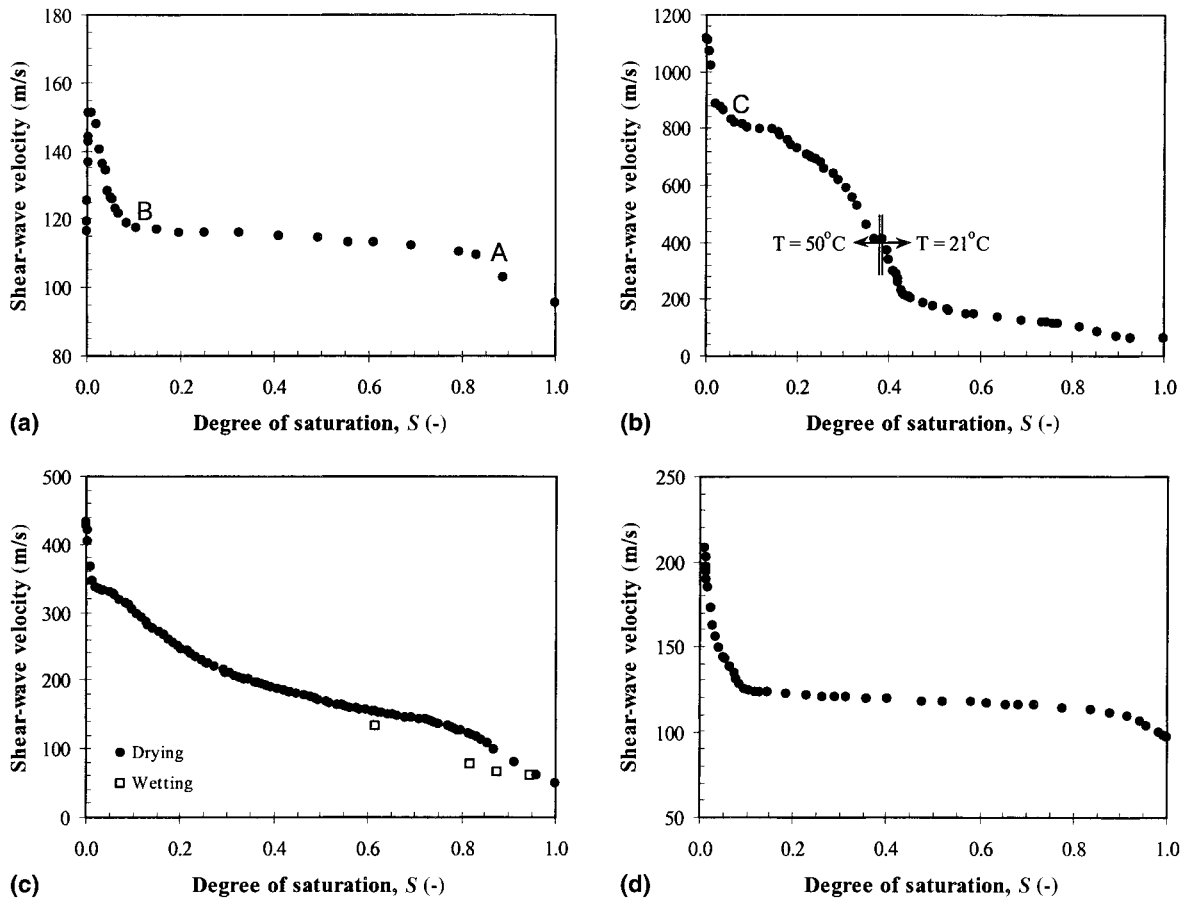 180
160
140
120
100
80
Shear-wave velocity (m/s)
B
A
0.0 0.2 0.4 0.6 0.8 1.0
(a) Degree of saturation, S (-)
1200
1000
800
600
400
200
0
Shear-wave velocity (m/s)
C
T = 50°C T = 21°C
0.0 0.2 0.4 0.6 0.8 1.0
(b) Degree of saturation, S (-)
500
400
300
200
100
0
Shear-wave velocity (m/s)
Drying
Wetting
0.0 0.2 0.4 0.6 0.8 1.0
(c) Degree of saturation, S (-)
250
200
150
100
50
Shear-wave velocity (m/s)
0.0 0.2 0.4 0.6 0.8 1.0
(d) Degree of saturation, S (-)